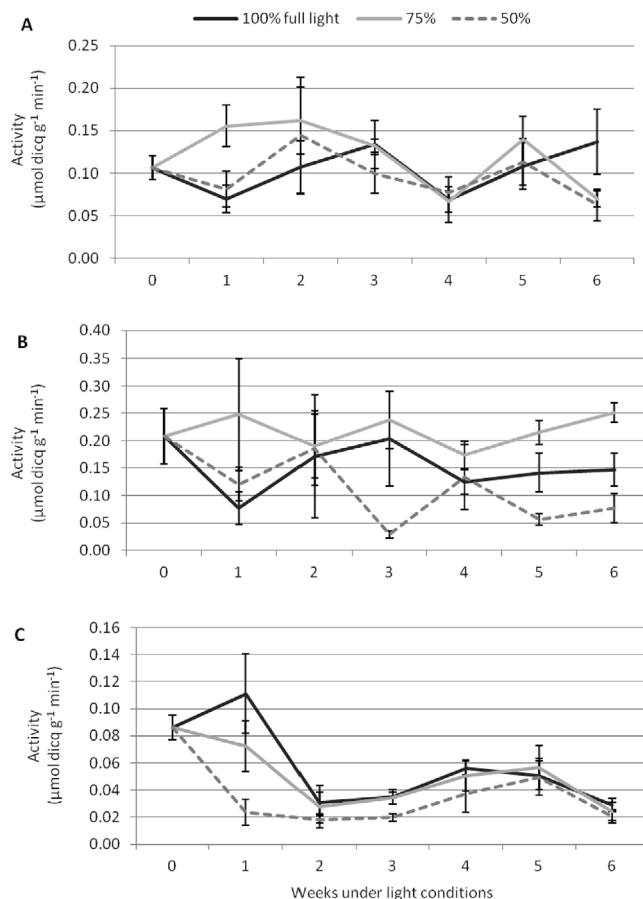 A
100% full light 75% 50%
Activity
(µmol dicq g⁻¹ min⁻¹)
0.25
0.20
0.15
0.10
0.05
0.00
0 1 2 3 4 5 6
B
Activity
(µmol dicq g⁻¹ min⁻¹)
0.40
0.35
0.30
0.25
0.20
0.15
0.10
0.05
0.00
0 1 2 3 4 5 6
C
Activity
(µmol dicq g⁻¹ min⁻¹)
0.16
0.14
0.12
0.10
0.08
0.06
0.04
0.02
0.00
0 1 2 3 4 5 6
Weeks under light conditions